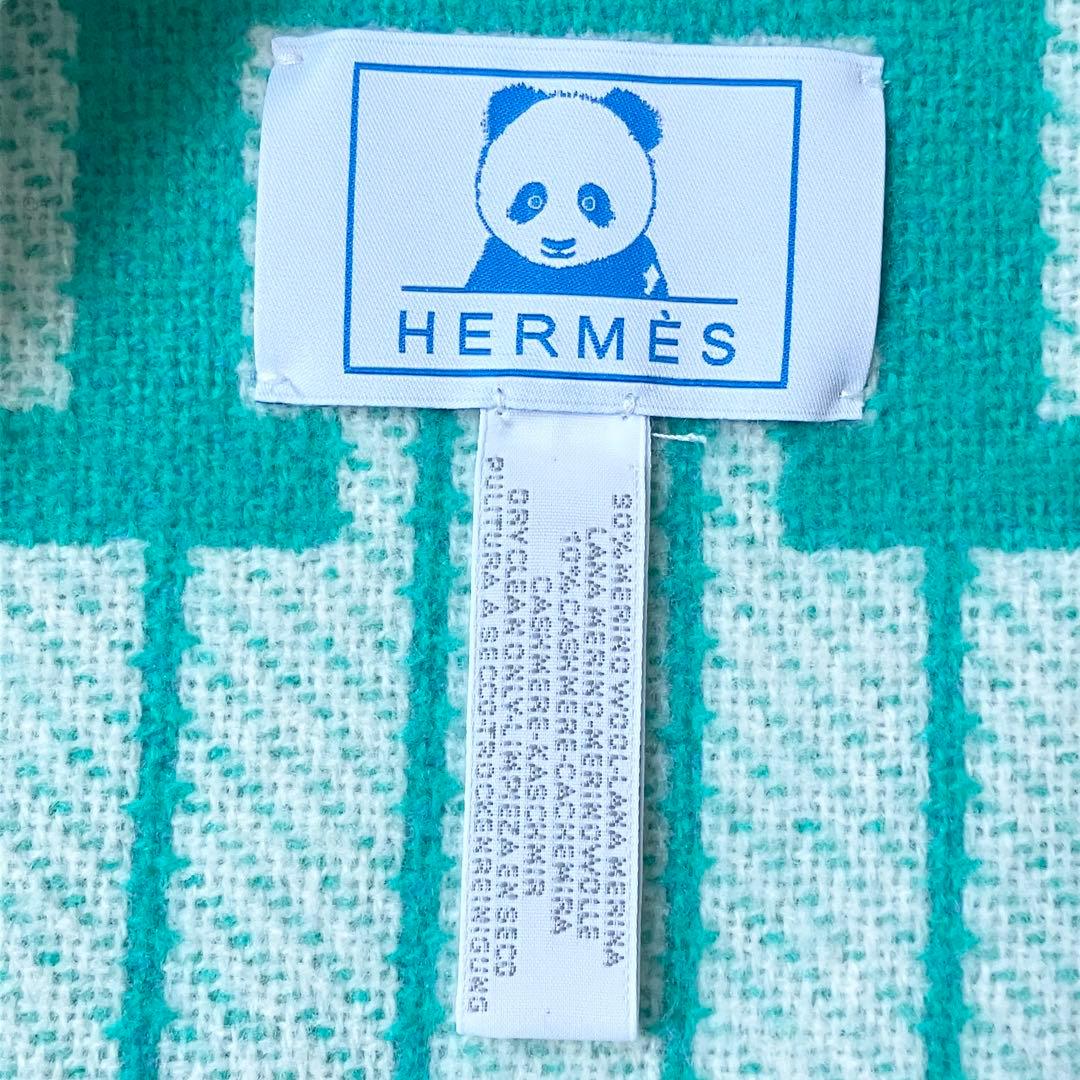 HERMÈS
90% MERINO WOOL-LANA MERINA
LANA MERINO-MERINOWOLLE
10% CASHMERE-CACHEMIRA
CASHMERE-KASCHMIR
DRY CLEAN ONLY-LIMPIEZA EN SECO
PULITURA A SECO-TROCKENREINIGUNG